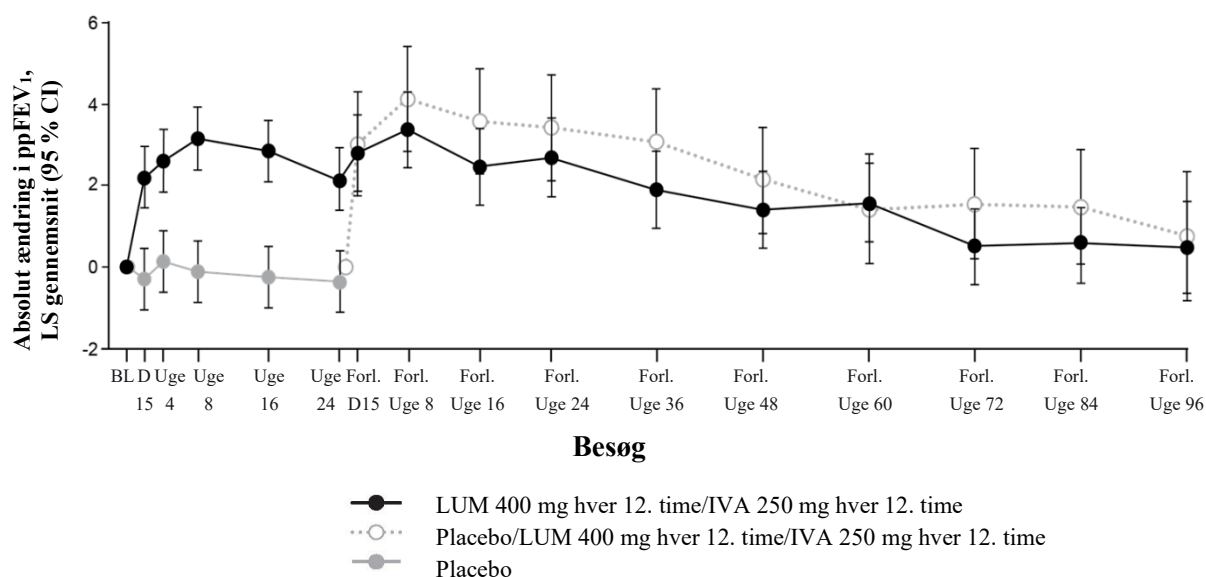 Absolut ændring i ppFEV1,
LS gennemsnit (95 % CI)
6
4
2
0
-2
BL D Uge Uge Uge Uge Forl. Forl. Forl. Forl. Forl. Forl. Forl. Forl. Forl. Forl.
15 4 8 16 24 D15 Uge 8 Uge 16 Uge 24 Uge 36 Uge 48 Uge 60 Uge 72 Uge 84 Uge 96
Besøg
LUM 400 mg hver 12. time/IVA 250 mg hver 12. time
Placebo/LUM 400 mg hver 12. time/IVA 250 mg hver 12. time
Placebo